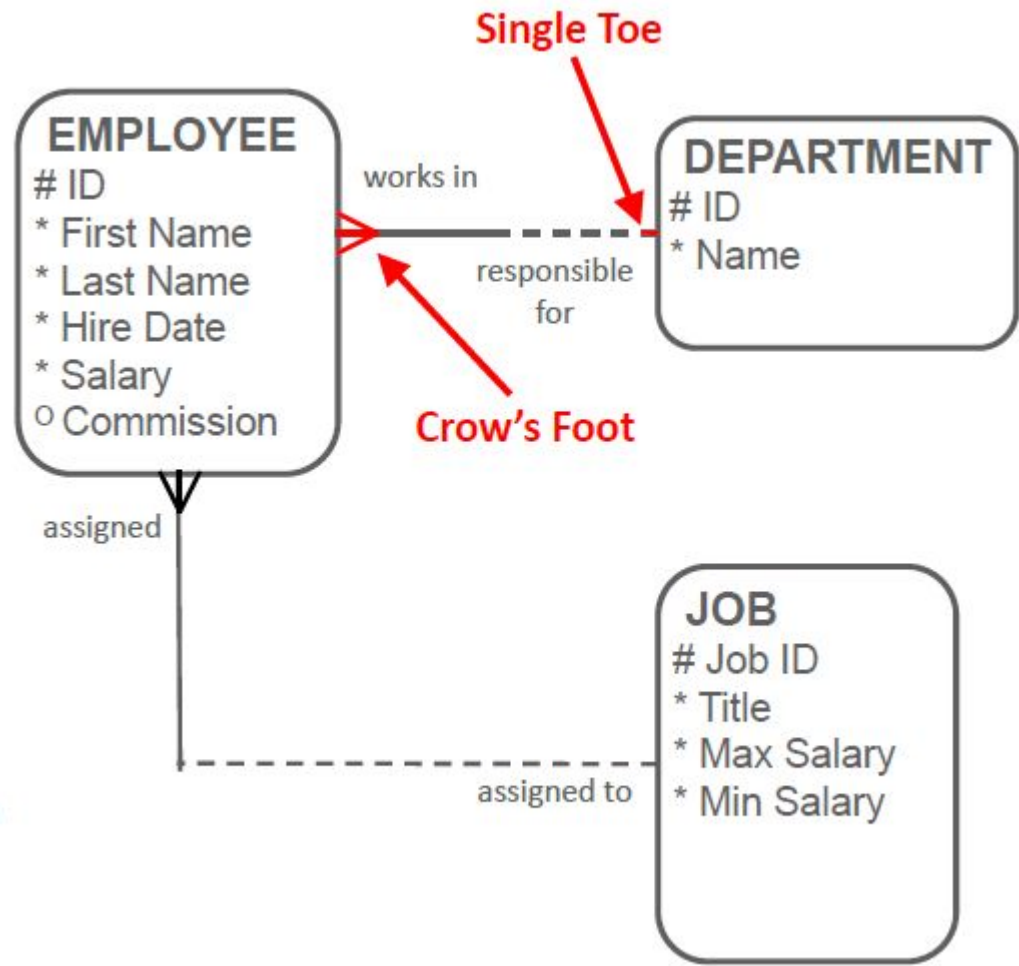 Single Toe
EMPLOYEE
# ID
* First Name
* Last Name
* Hire Date
* Salary
o Commission
works in
responsible
for
DEPARTMENT
# ID
* Name
Crow's Foot
assigned
JOB
# Job ID
* Title
* Max Salary
* Min Salary
assigned to